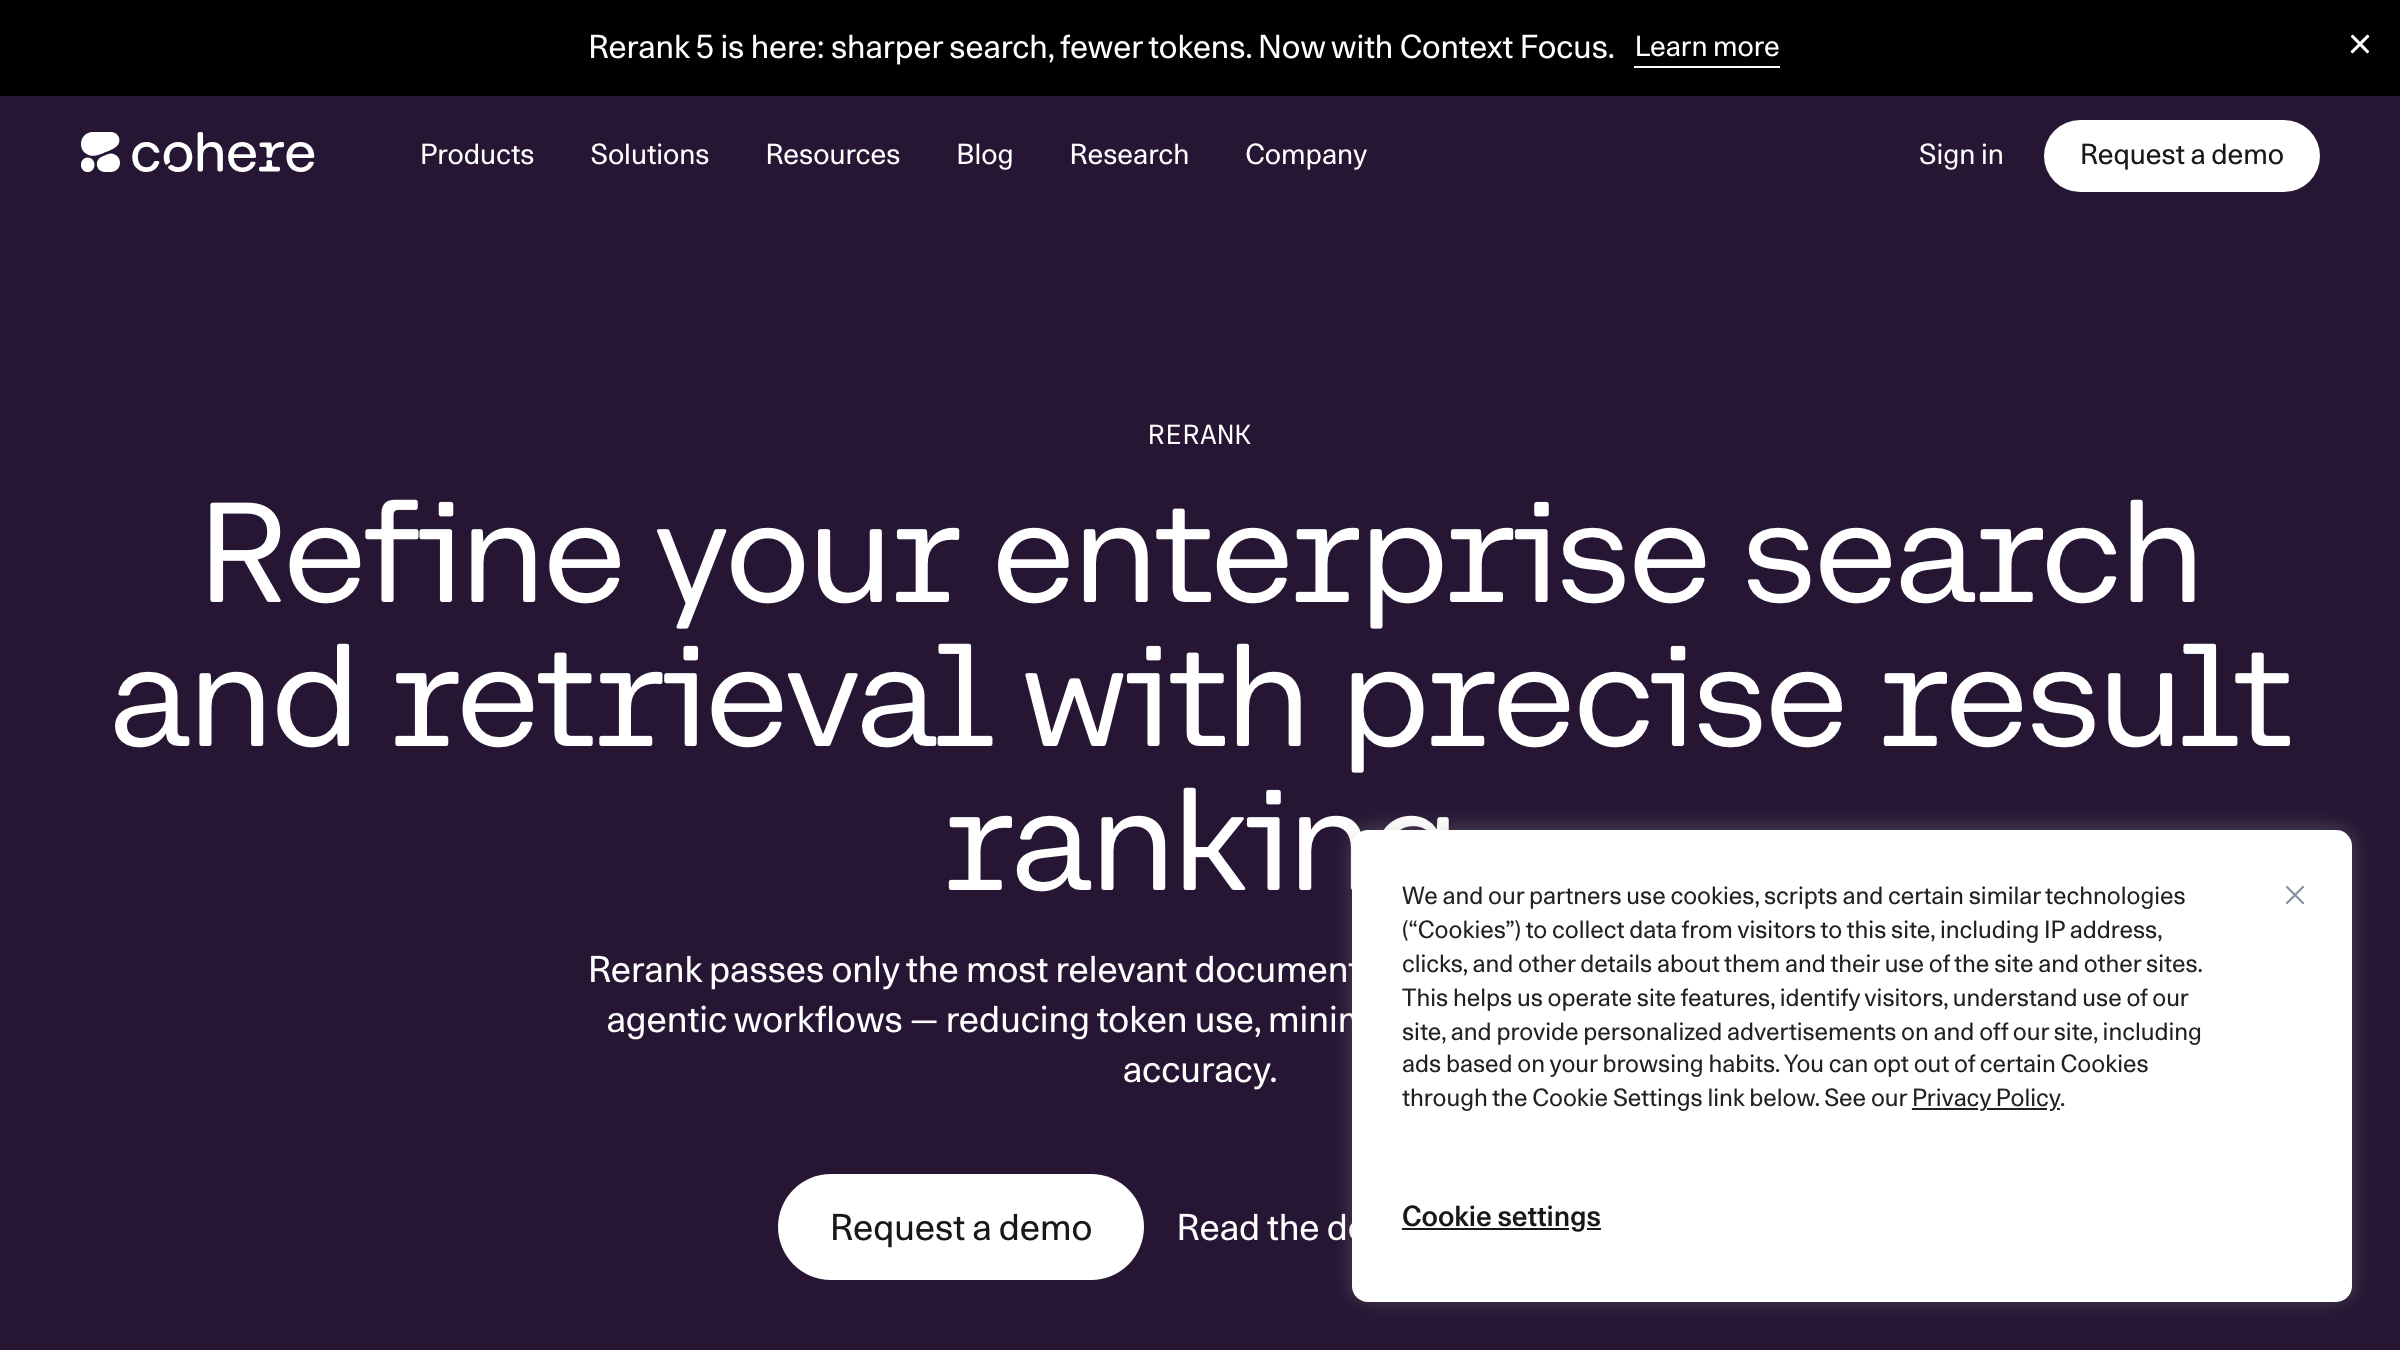 Rerank 5 is here: sharper search, fewer tokens. Now with Context Focus. Learn more
cohere Products Solutions Resources Blog Research Company Sign in Request a demo
RERANK
Refine your enterprise search
and retrieval with precise result
ranking
Rerank passes only the most relevant
agentic workflows — reducing token use,
accuracy.
Request a demo Read the
We and our partners use cookies, scripts and certain similar technologies
(“Cookies”) to collect data from visitors to this site, including IP address,
clicks, and other details about them and their use of the site and other sites.
This helps us operate site features, identify visitors, understand use of our
site, and provide personalized advertisements on and off our site, including
ads based on your browsing habits. You can opt out of certain Cookies
through the Cookie Settings link below. See our Privacy Policy.
Cookie settings